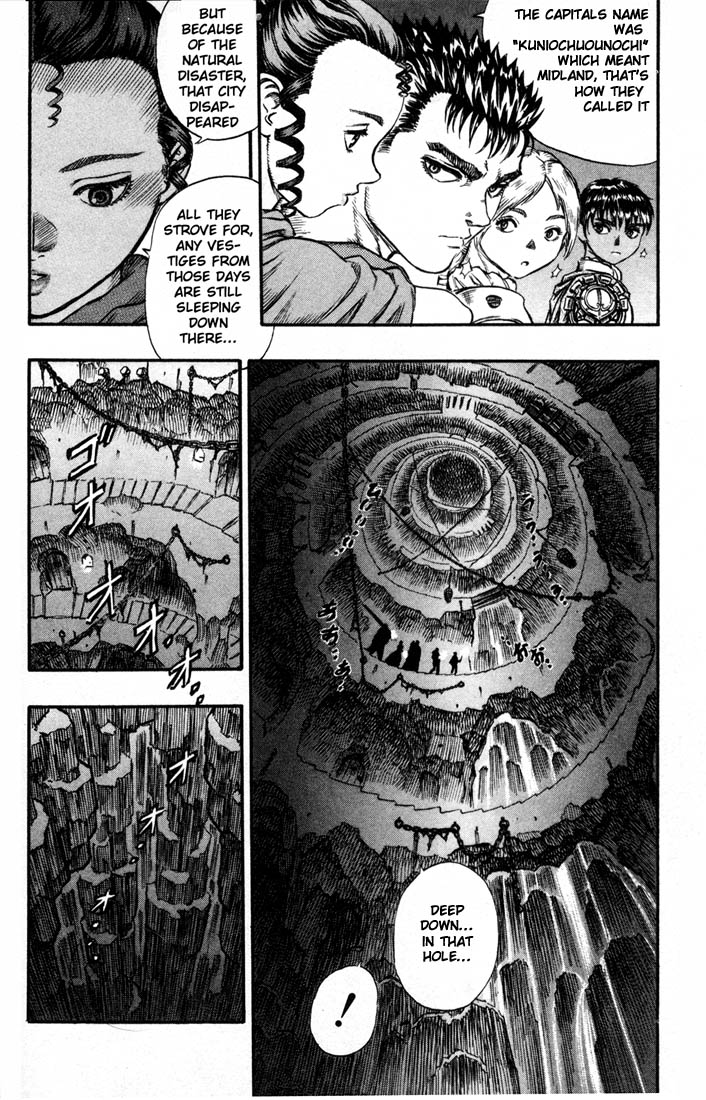 THE CAPITALS NAME
WAS
"KUNIOCHUOUNOCHI"
WHICH MEANT
MIDLAND, THAT'S
HOW THEY
CALLED IT
BUT
BECAUSE
OF THE
NATURAL
DISASTER,
THAT CITY
DISAP-
PEARED
ALL THEY
STROVE FOR,
ANY VES-
TIGES FROM
THOSE DAYS
ARE STILL
SLEEPING
DOWN
THERE...
ゴオオオオ
オオオ
DEEP
DOWN...
IN THAT
HOLE...
!